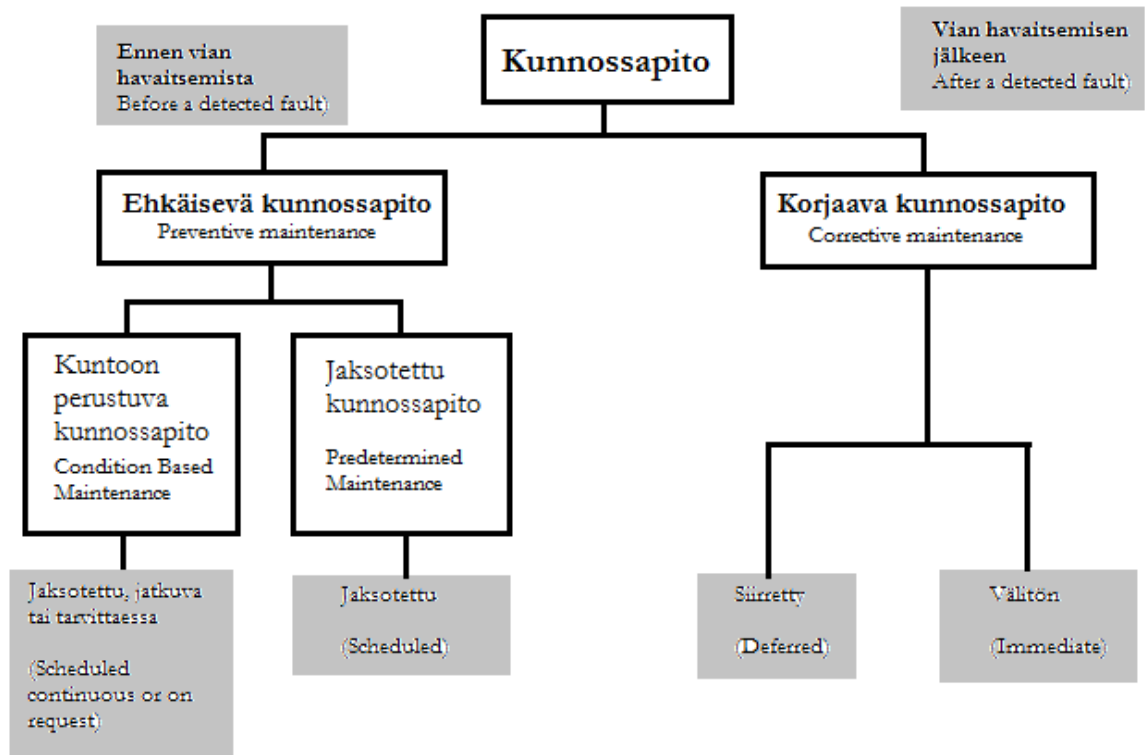 Ennen vian
havaitsemista
Before a detected fault)
Kunnossapito
Vian havaitsemisen
jälkeen
After a detected fault)
Ehkäisevä kunnossapito
Preventive maintenance
Korjaava kunnossapito
Corrective maintenance
Kuntoon
perustuva
kunnossapito
Condition Based
Maintenance
Jaksotettu
kunnossapito
Predetermined
Maintenance
Jaksotettu, jatkuva
tai tarvittaessa
(Scheduled
continuous or on
request)
Jaksotettu
(Scheduled)
Siirretty
(Deferred)
Välitön
(Immediate)